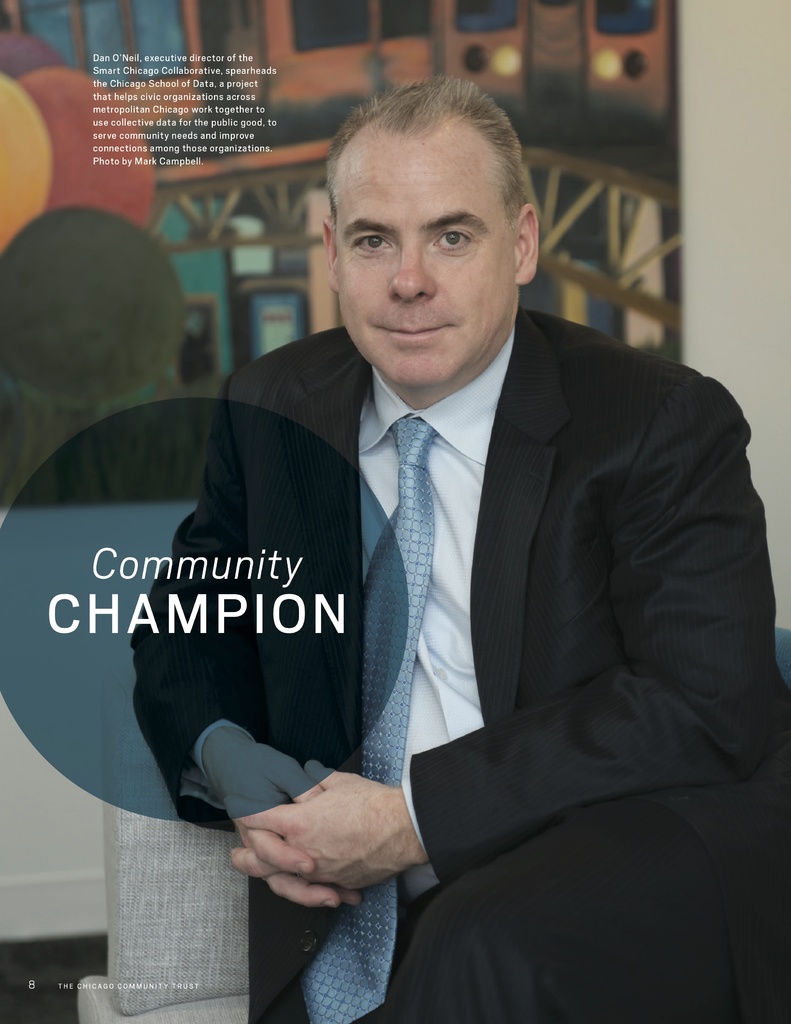 Dan O'Neil, executive director of the
Smart Chicago Collaborative, spearheads
the Chicago School of Data, a project
that helps civic organizations across
metropolitan Chicago work together to
use collective data for the public good, to
serve community needs and improve
connections among those organizations.
Photo by Mark Campbell.
Community
CHAMPION
8 THE CHICAGO COMMUNITY TRUST